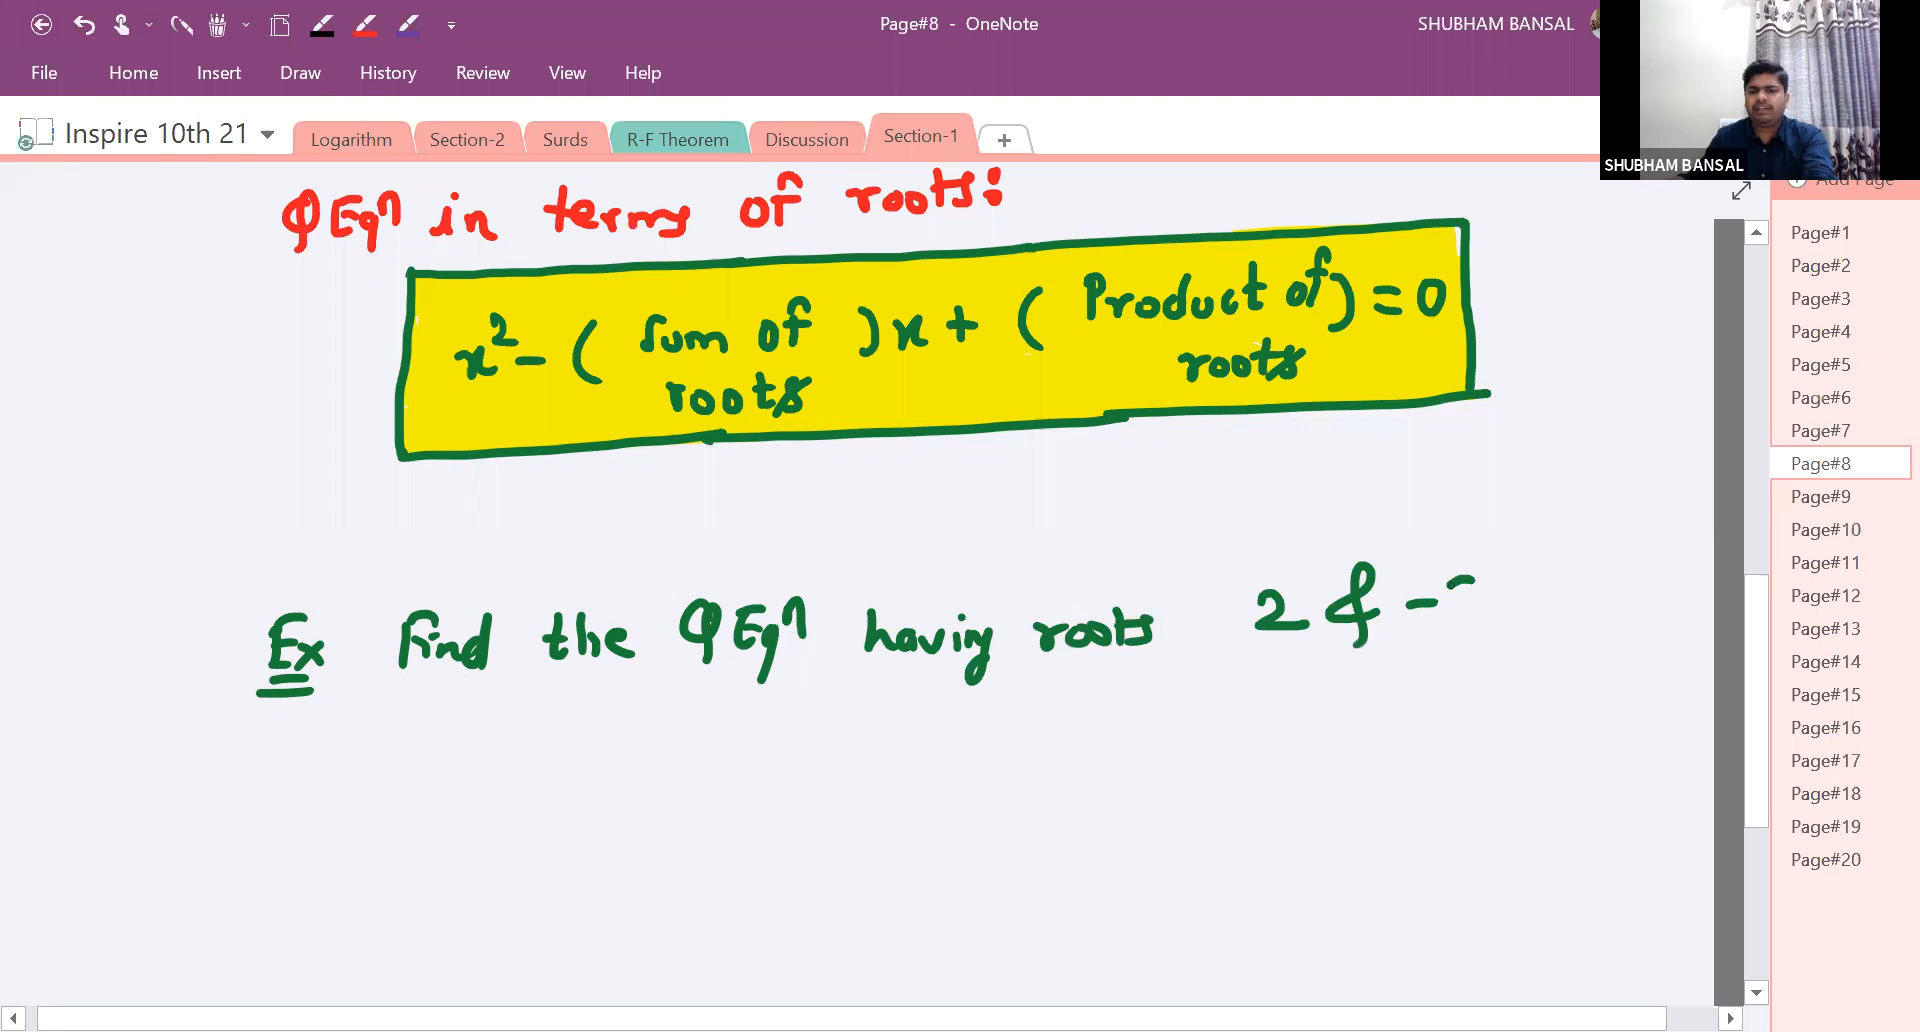 Page#8 - OneNote
SHUBHAM BANSAL
File Home Insert Draw History Review View Help
SHUBHAM BANSAL
Inspire 10th 21
Logarithm Section-2 Surds R-F Theorem Discussion Section-1 +
Add Page
QEqⁿ in terms of roots:
x² - ( Sum of roots ) x + ( Product of roots ) = 0
Ex Find the QEqⁿ having roots 2 & -
Page#1
Page#2
Page#3
Page#4
Page#5
Page#6
Page#7
Page#8
Page#9
Page#10
Page#11
Page#12
Page#13
Page#14
Page#15
Page#16
Page#17
Page#18
Page#19
Page#20